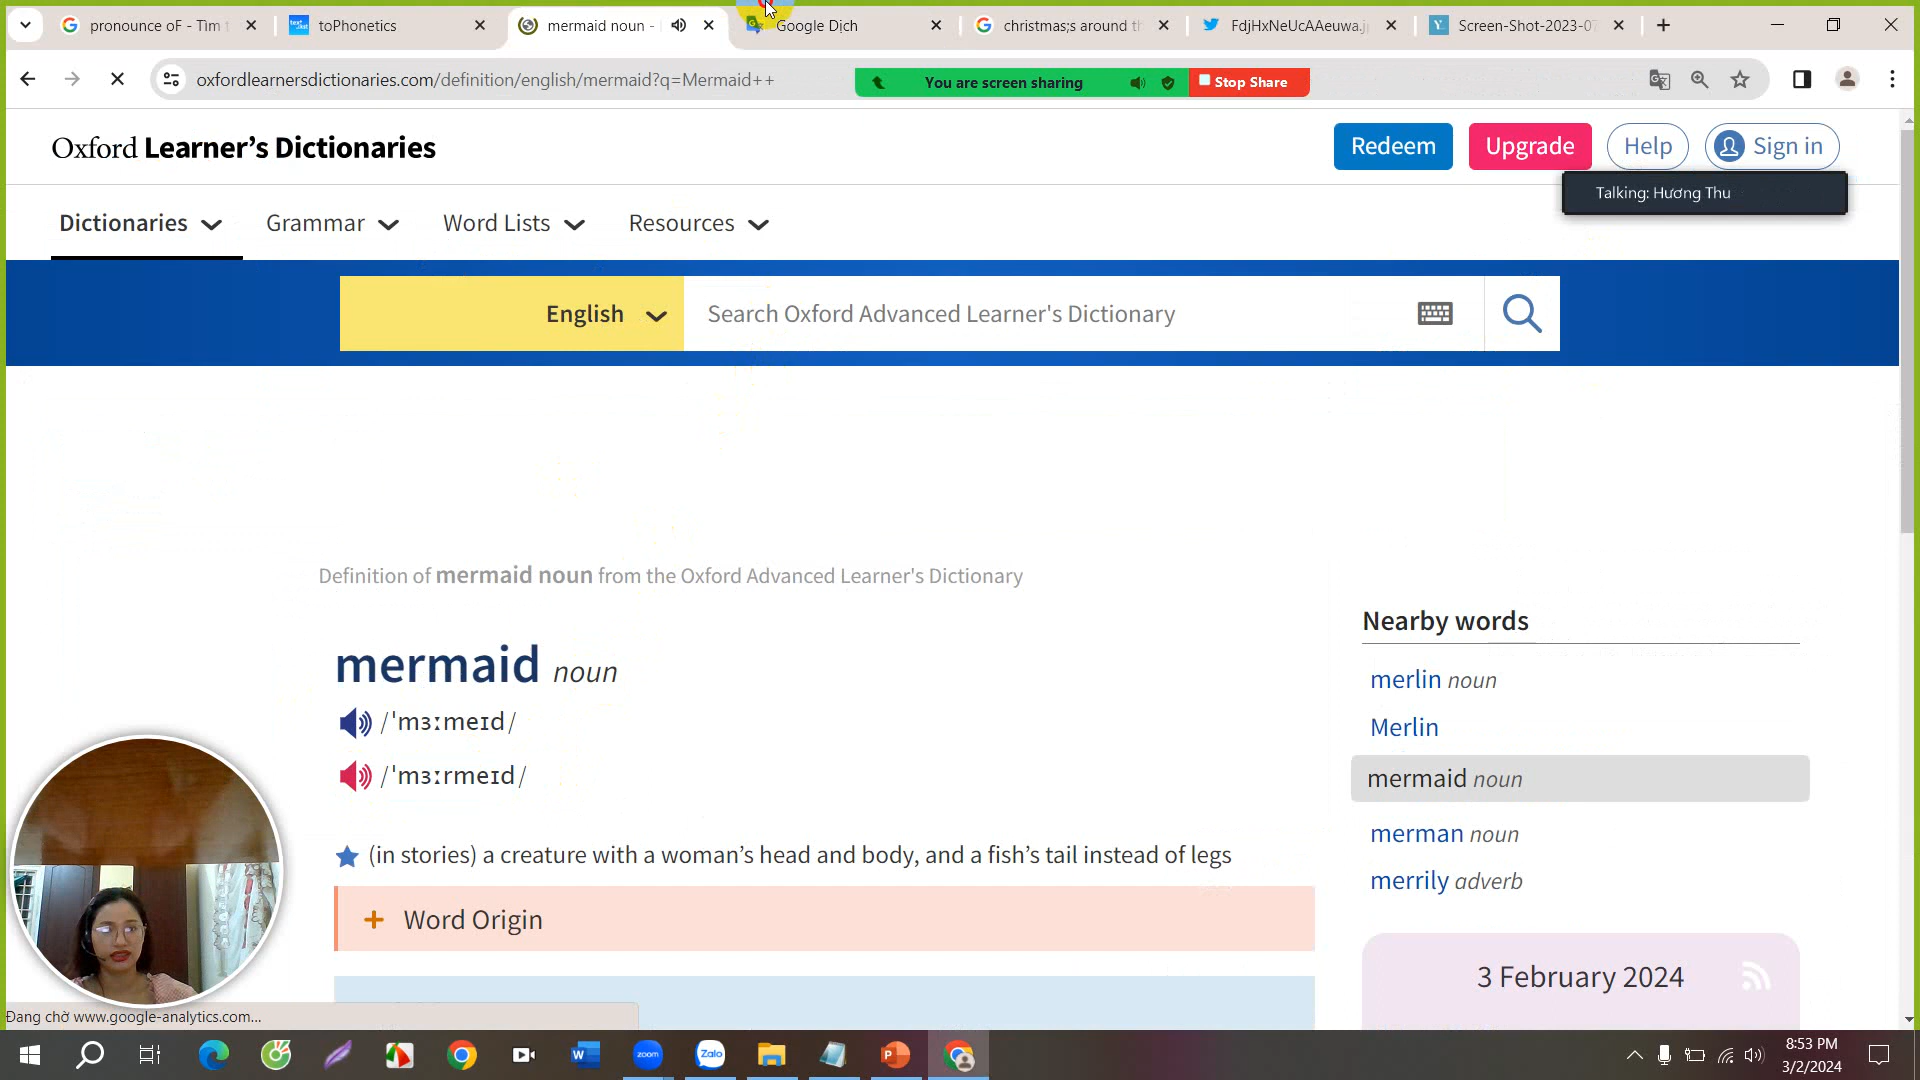 pronounce oF - Tim t
toPhonetics
mermaid noun -
Google Dịch
christmas;s around th
FdjHxNeUcAAeuwa.j
Screen-Shot-2023-07
oxfordlearnersdictionaries.com/definition/english/mermaid?q=Mermaid++
You are screen sharing
Stop Share
Oxford Learner's Dictionaries
Redeem
Upgrade
Help
Sign in
Talking: Hương Thu
Dictionaries
Grammar
Word Lists
Resources
English
Search Oxford Advanced Learner's Dictionary
Definition of mermaid noun from the Oxford Advanced Learner's Dictionary
mermaid noun
/ˈmɜːmeɪd/
/ˈmɜːrmeɪd/
(in stories) a creature with a woman's head and body, and a fish's tail instead of legs
+ Word Origin
Nearby words
merlin noun
Merlin
mermaid noun
merman noun
merrily adverb
3 February 2024
Đang chờ www.google-analytics.com...
zoom
Zalo
8:53 PM
3/2/2024